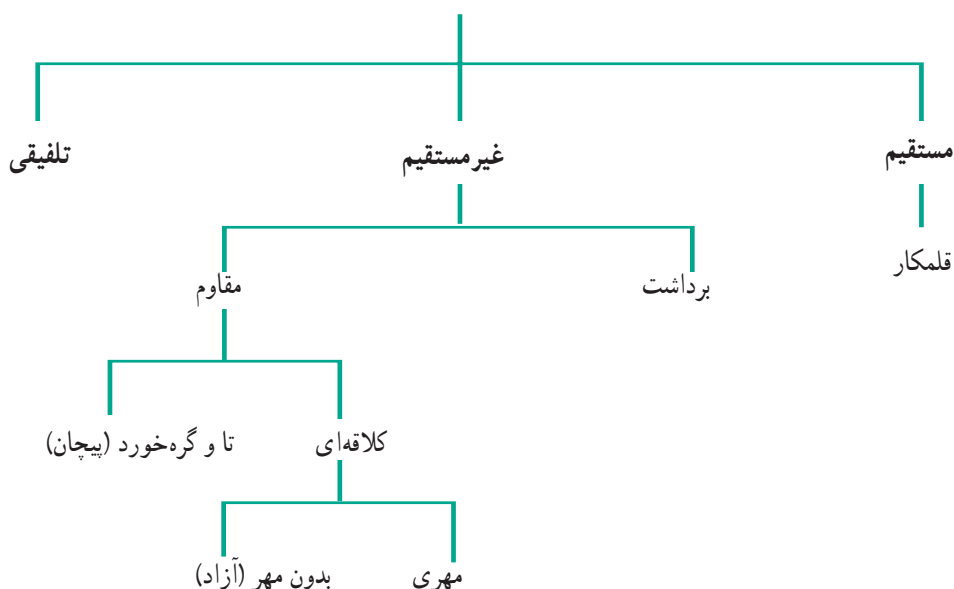 مستقیم
غیرمستقیم
تلفیقی
قلمکار
برداشت
مقاوم
کلاقه‌ای
تا و گره‌خورد (پیچان)
مهری
بدون مهر (آزاد)